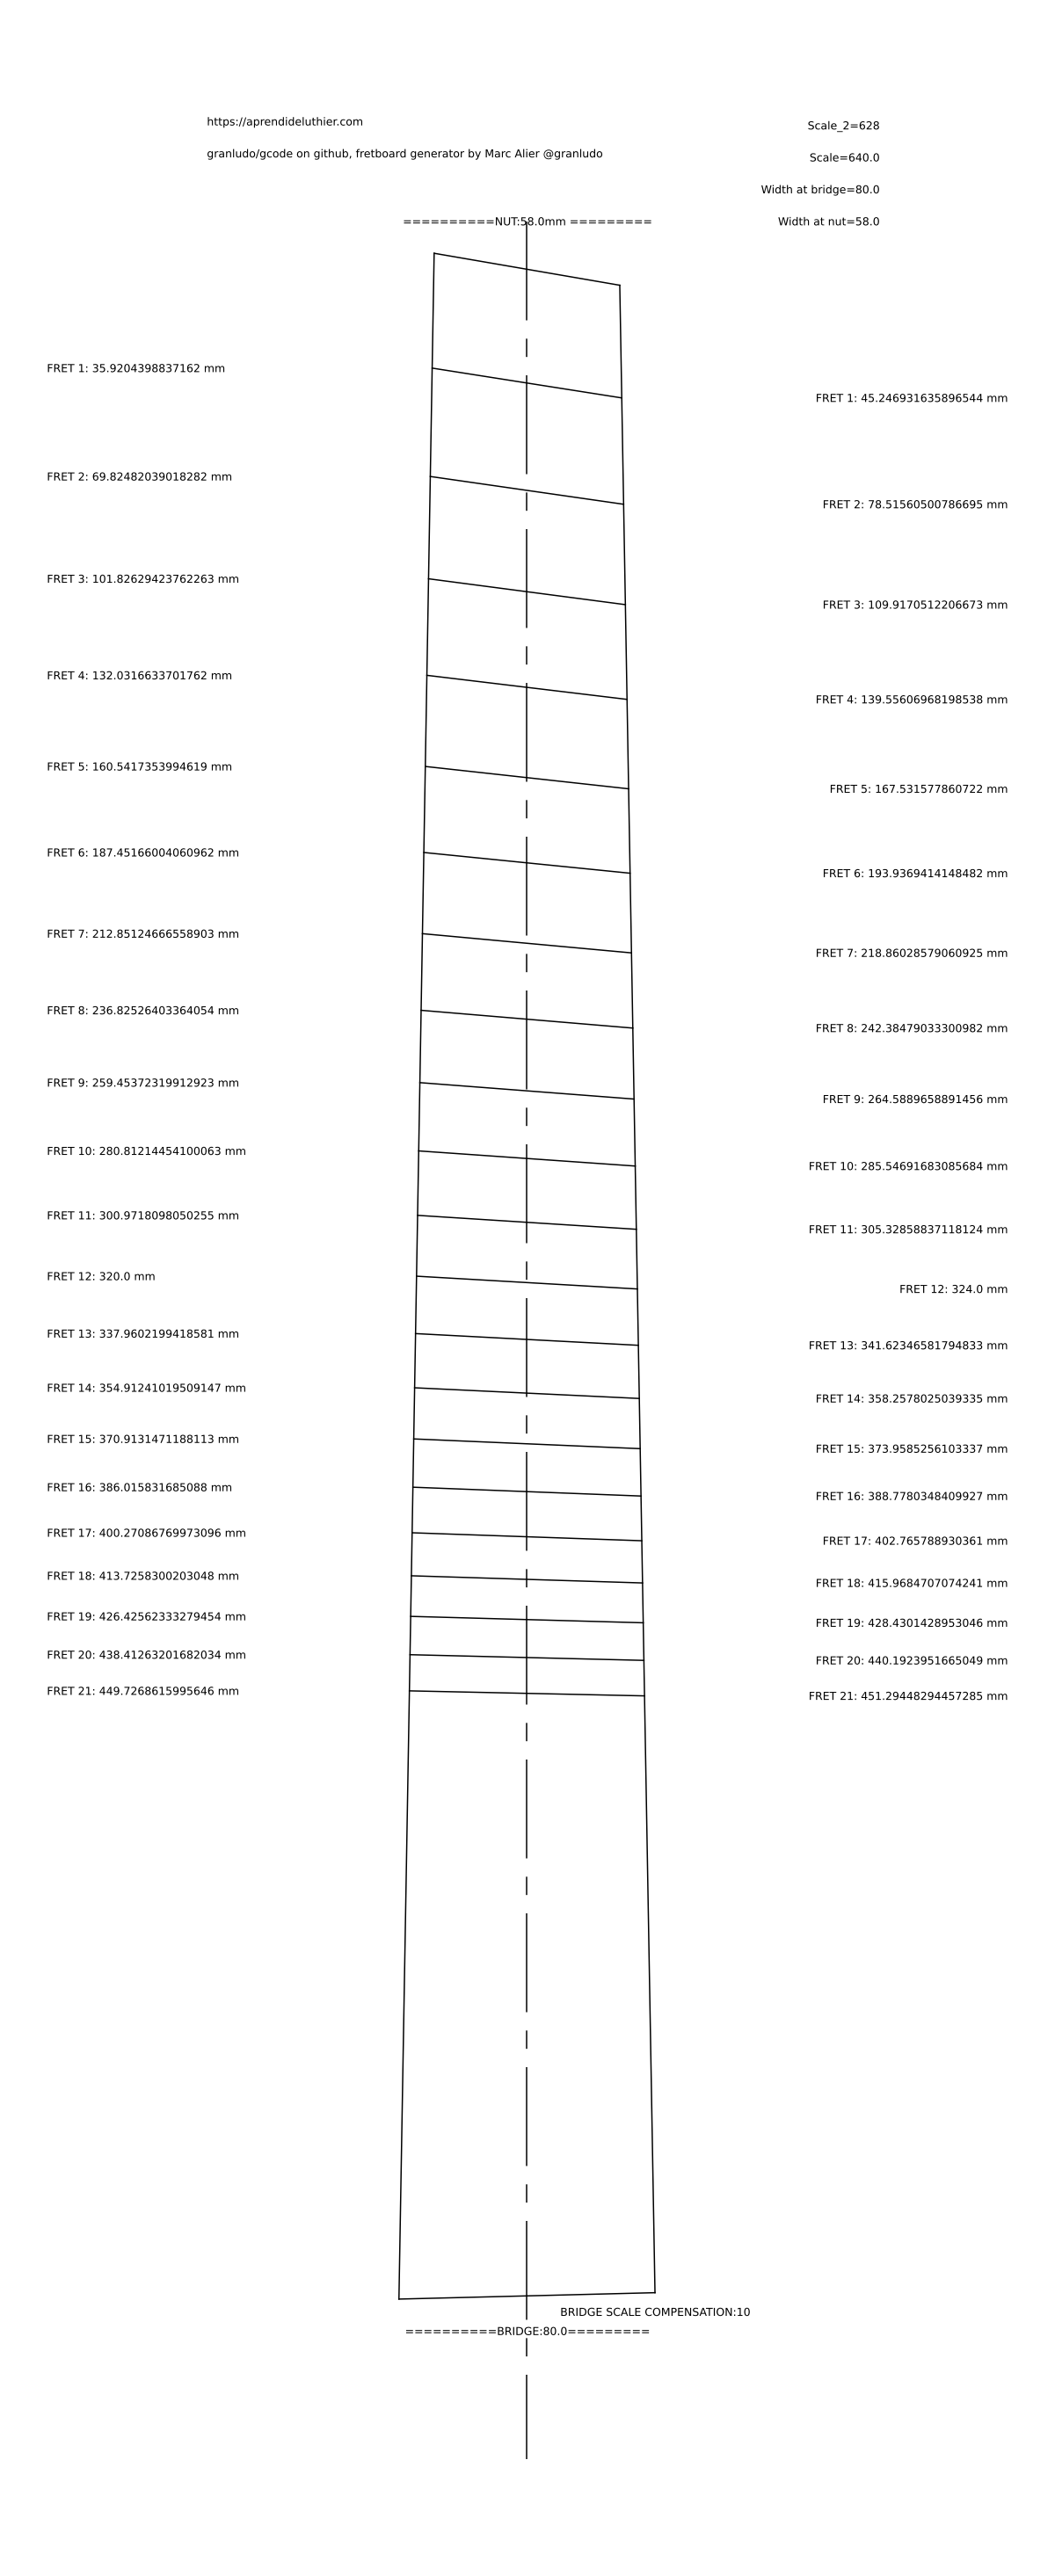 https://aprendideluthier.com
Scale_2=628
granludo/gcode on github, fretboard generator by Marc Alier @granludo
Scale=640.0
Width at bridge=80.0
==========NUT:58.0mm =========
Width at nut=58.0
FRET 1: 35.9204398837162 mm
FRET 1: 45.246931635896544 mm
FRET 2: 69.82482039018282 mm
FRET 2: 78.51560500786695 mm
FRET 3: 101.82629423762263 mm
FRET 3: 109.9170512206673 mm
FRET 4: 132.0316633701762 mm
FRET 4: 139.55606968198538 mm
FRET 5: 160.5417353994619 mm
FRET 5: 167.531577860722 mm
FRET 6: 187.45166004060962 mm
FRET 6: 193.9369414148482 mm
FRET 7: 212.85124666558903 mm
FRET 7: 218.86028579060925 mm
FRET 8: 236.82526403364054 mm
FRET 8: 242.38479033300982 mm
FRET 9: 259.45372319912923 mm
FRET 9: 264.5889658891456 mm
FRET 10: 280.81214454100063 mm
FRET 10: 285.54691683085684 mm
FRET 11: 300.9718098050255 mm
FRET 11: 305.32858837118124 mm
FRET 12: 320.0 mm
FRET 12: 324.0 mm
FRET 13: 337.9602199418581 mm
FRET 13: 341.62346581794833 mm
FRET 14: 354.91241019509147 mm
FRET 14: 358.2578025039335 mm
FRET 15: 370.9131471188113 mm
FRET 15: 373.9585256103337 mm
FRET 16: 386.015831685088 mm
FRET 16: 388.7780348409927 mm
FRET 17: 400.27086769973096 mm
FRET 17: 402.765788930361 mm
FRET 18: 413.7258300203048 mm
FRET 18: 415.9684707074241 mm
FRET 19: 426.42562333279454 mm
FRET 19: 428.4301428953046 mm
FRET 20: 438.41263201682034 mm
FRET 20: 440.1923951665049 mm
FRET 21: 449.7268615995646 mm
FRET 21: 451.29448294457285 mm
BRIDGE SCALE COMPENSATION:10
==========BRIDGE:80.0=========